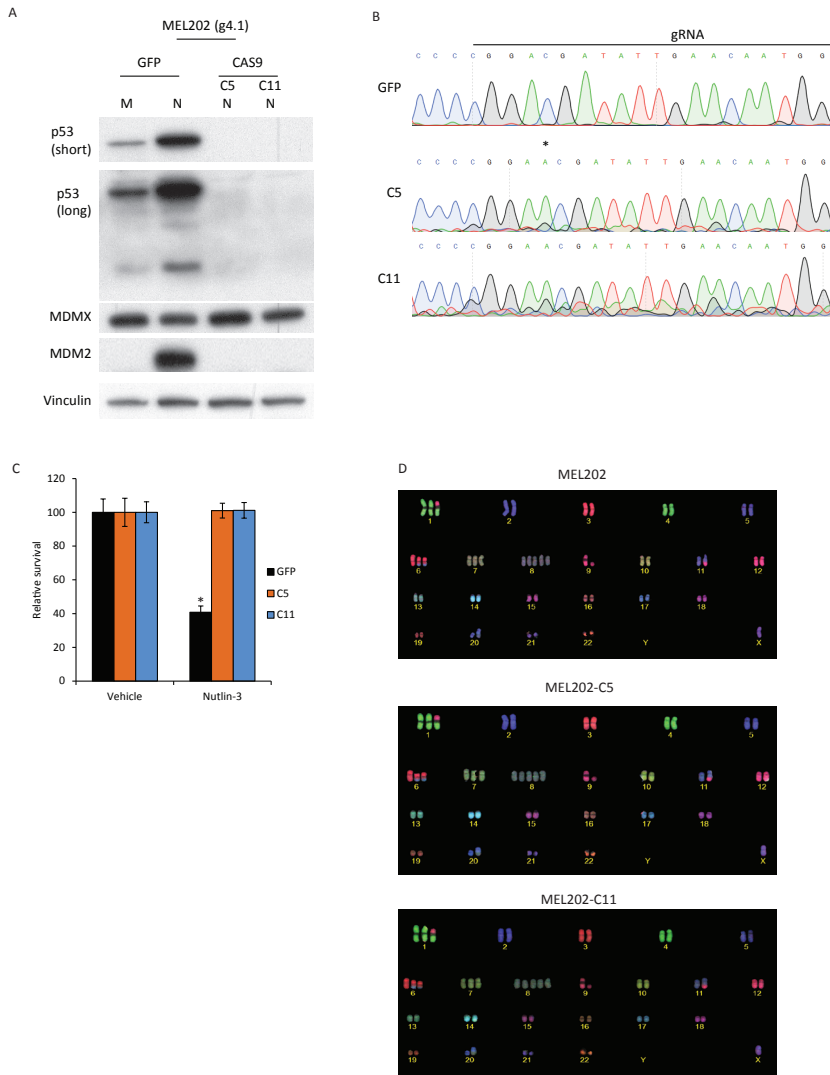 A
MEL202 (g4.1)
GFP CAS9
C5 C11
M N N N
p53
(short)
p53
(long)
MDMX
MDM2
Vinculin
B
gRNA
C C C C G G A C G A T A T T G A A C A A T G G
GFP
*
C C C C G G A A C G A T A T T G A A C A A T G G
C5
C C C C G G A A C G A T A T T G A A C A A T G G
C11
C
120
100
80
60
40
20
0
Relative survival
*
GFP
C5
C11
Vehicle Nutlin-3
D
MEL202
1 2 3 4 5
6 7 8 9 10 11 12
13 14 15 16 17 18
19 20 21 22 Y X
MEL202-C5
1 2 3 4 5
6 7 8 9 10 11 12
13 14 15 16 17 18
19 20 21 22 Y X
MEL202-C11
1 2 3 4 5
6 7 8 9 10 11 12
13 14 15 16 17 18
19 20 21 22 Y X